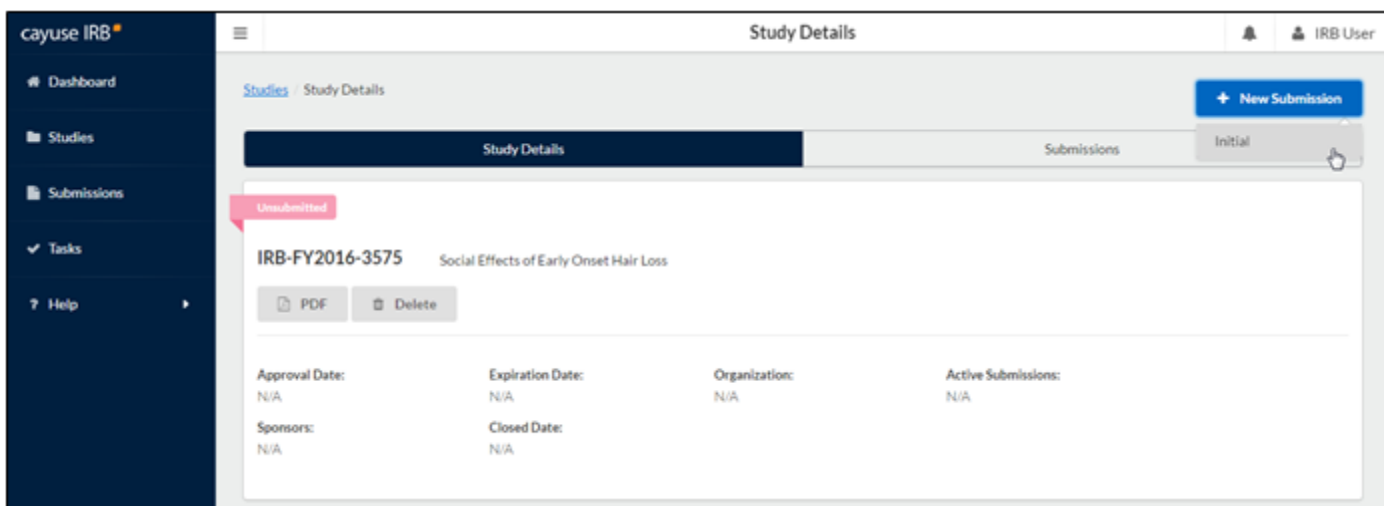 cayuse IRB
Study Details
IRB User
Dashboard
Studies
Submissions
Tasks
? Help
Studies / Study Details
+ New Submission
Initial
Study Details
Submissions
Unsubmitted
IRB-FY2016-3575 Social Effects of Early Onset Hair Loss
PDF
Delete
Approval Date: Expiration Date: Organization: Active Submissions:
N/A N/A N/A N/A
Sponsors: Closed Date:
N/A N/A